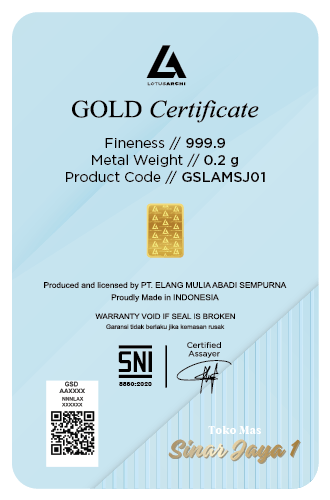 LOTUSARCHI
GOLD Certificate
Fineness // 999.9
Metal Weight // 0.2 g
Product Code // GSLAMSJ01
Produced and licensed by PT. ELANG MULIA ABADI SEMPURNA
Proudly Made in INDONESIA
WARRANTY VOID IF SEAL IS BROKEN
Garansi tidak berlaku jika kemasan rusak
SNI
8880:2020
Certified
Assayer
GSD
AAXXXX
NNNLAX
XXXXXX
Toko Mas
Sinar Jaya 1